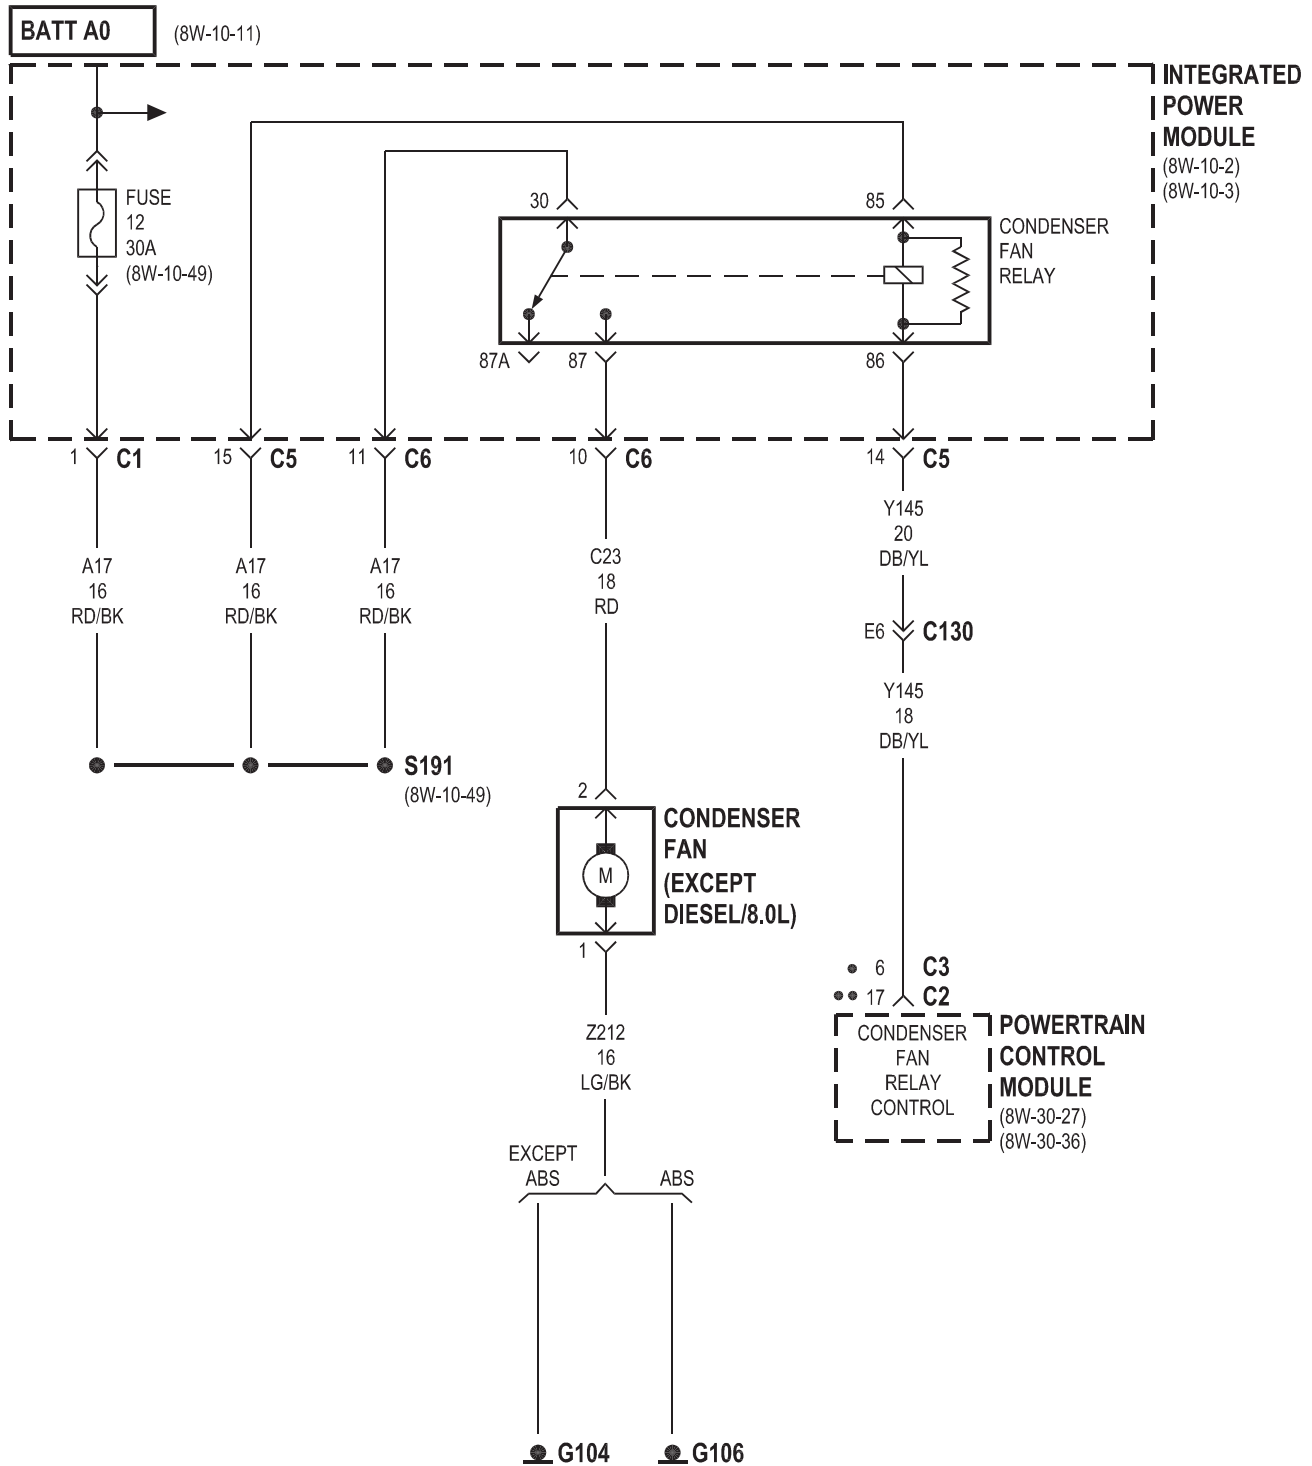 BATT A0
(8W-10-11)
INTEGRATED
POWER
MODULE
(8W-10-2)
(8W-10-3)
FUSE
12
30A
(8W-10-49)
30
85
CONDENSER
FAN
RELAY
87A
87
86
1
C1
15
C5
11
C6
10
C6
14
C5
A17
16
RD/BK
A17
16
RD/BK
A17
16
RD/BK
C23
18
RD
Y145
20
DB/YL
E6
C130
Y145
18
DB/YL
S191
(8W-10-49)
2
CONDENSER
FAN
(EXCEPT
DIESEL/8.0L)
M
1
6
C3
17
C2
CONDENSER
FAN
RELAY
CONTROL
POWERTRAIN
CONTROL
MODULE
(8W-30-27)
(8W-30-36)
Z212
16
LG/BK
EXCEPT
ABS
ABS
G104
G106